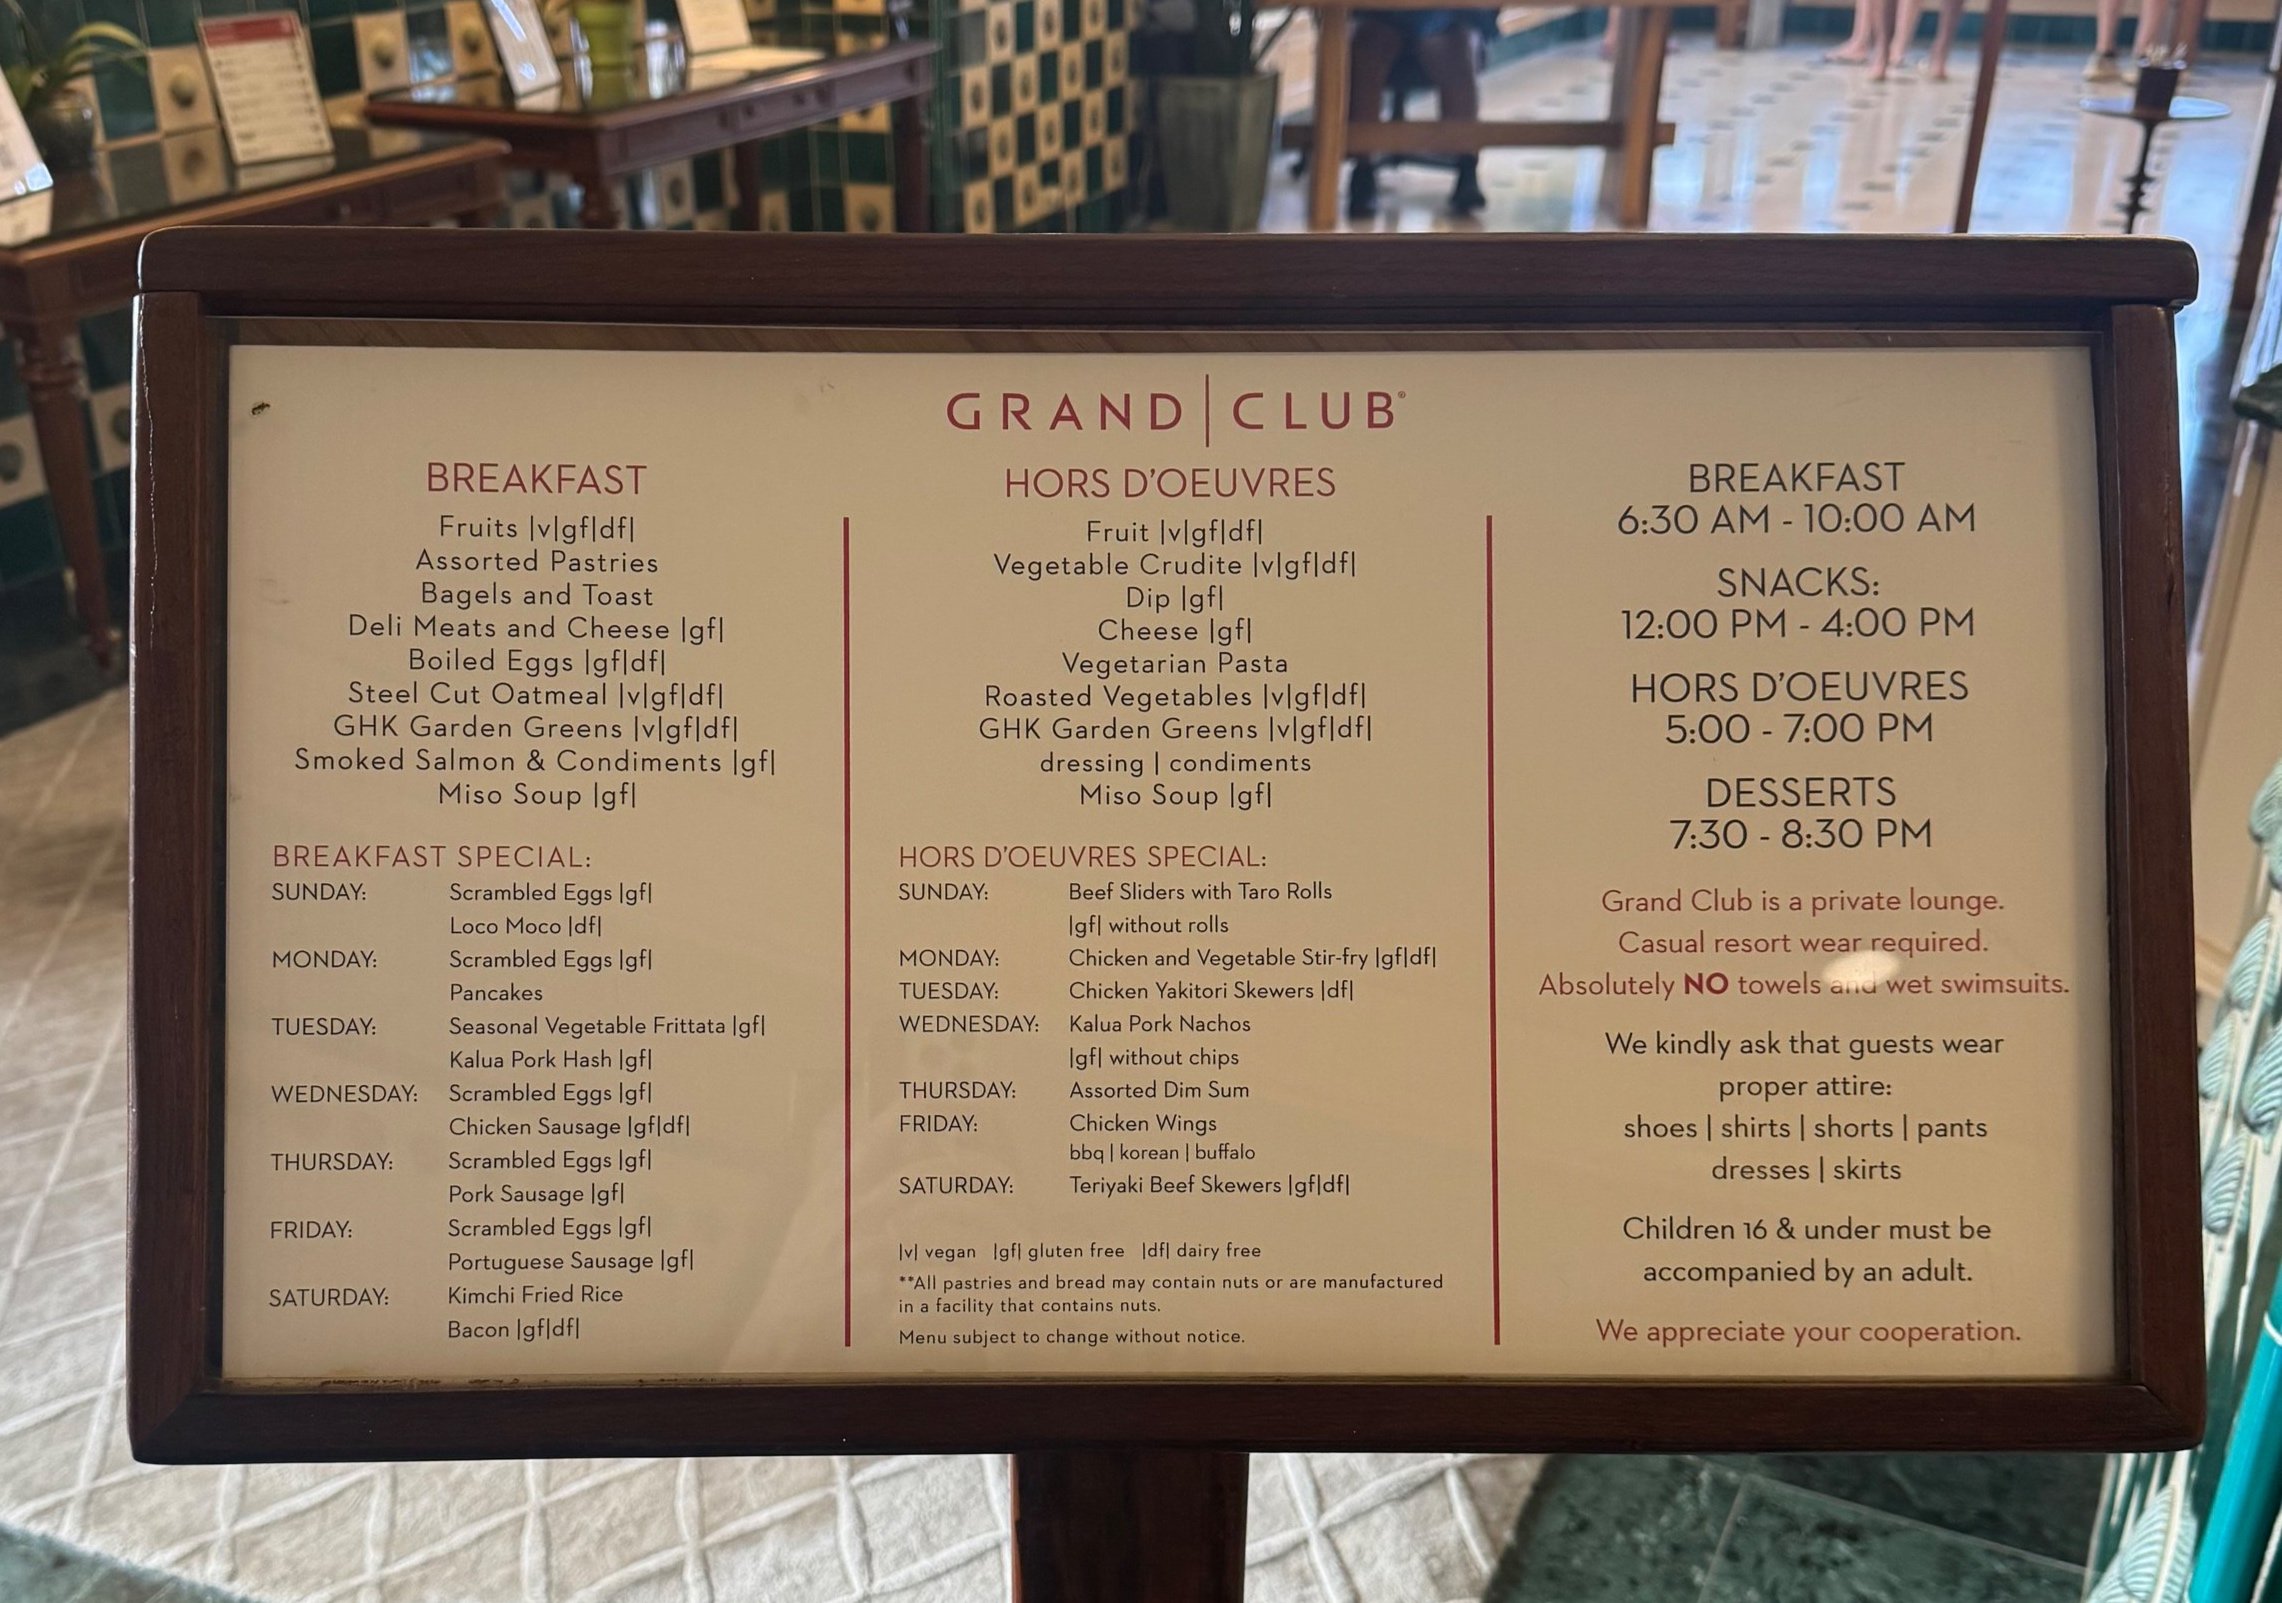 GRAND | CLUB®
BREAKFAST
Fruits |v|gf|df|
Assorted Pastries
Bagels and Toast
Deli Meats and Cheese |gf|
Boiled Eggs |gf|df|
Steel Cut Oatmeal |v|gf|df|
GHK Garden Greens |v|gf|df|
Smoked Salmon & Condiments |gf|
Miso Soup |gf|
BREAKFAST SPECIAL:
SUNDAY: Scrambled Eggs |gf|
Loco Moco |df|
MONDAY: Scrambled Eggs |gf|
Pancakes
TUESDAY: Seasonal Vegetable Frittata |gf|
Kalua Pork Hash |gf|
WEDNESDAY: Scrambled Eggs |gf|
Chicken Sausage |gf|df|
THURSDAY: Scrambled Eggs |gf|
Pork Sausage |gf|
FRIDAY: Scrambled Eggs |gf|
Portuguese Sausage |gf|
SATURDAY: Kimchi Fried Rice
Bacon |gf|df|
HORS D'OEUVRES
Fruit |v|gf|df|
Vegetable Crudite |v|gf|df|
Dip |gf|
Cheese |gf|
Vegetarian Pasta
Roasted Vegetables |v|gf|df|
GHK Garden Greens |v|gf|df|
dressing | condiments
Miso Soup |gf|
HORS D'OEUVRES SPECIAL:
SUNDAY: Beef Sliders with Taro Rolls
|gf| without rolls
MONDAY: Chicken and Vegetable Stir-fry |gf|df|
TUESDAY: Chicken Yakitori Skewers |df|
WEDNESDAY: Kalua Pork Nachos
|gf| without chips
THURSDAY: Assorted Dim Sum
FRIDAY: Chicken Wings
bbq | korean | buffalo
SATURDAY: Teriyaki Beef Skewers |gf|df|
|v| vegan |gf| gluten free |df| dairy free
**All pastries and bread may contain nuts or are manufactured
in a facility that contains nuts.
Menu subject to change without notice.
BREAKFAST
6:30 AM - 10:00 AM
SNACKS:
12:00 PM - 4:00 PM
HORS D'OEUVRES
5:00 - 7:00 PM
DESSERTS
7:30 - 8:30 PM
Grand Club is a private lounge.
Casual resort wear required.
Absolutely NO towels and wet swimsuits.
We kindly ask that guests wear
proper attire:
shoes | shirts | shorts | pants
dresses | skirts
Children 16 & under must be
accompanied by an adult.
We appreciate your cooperation.